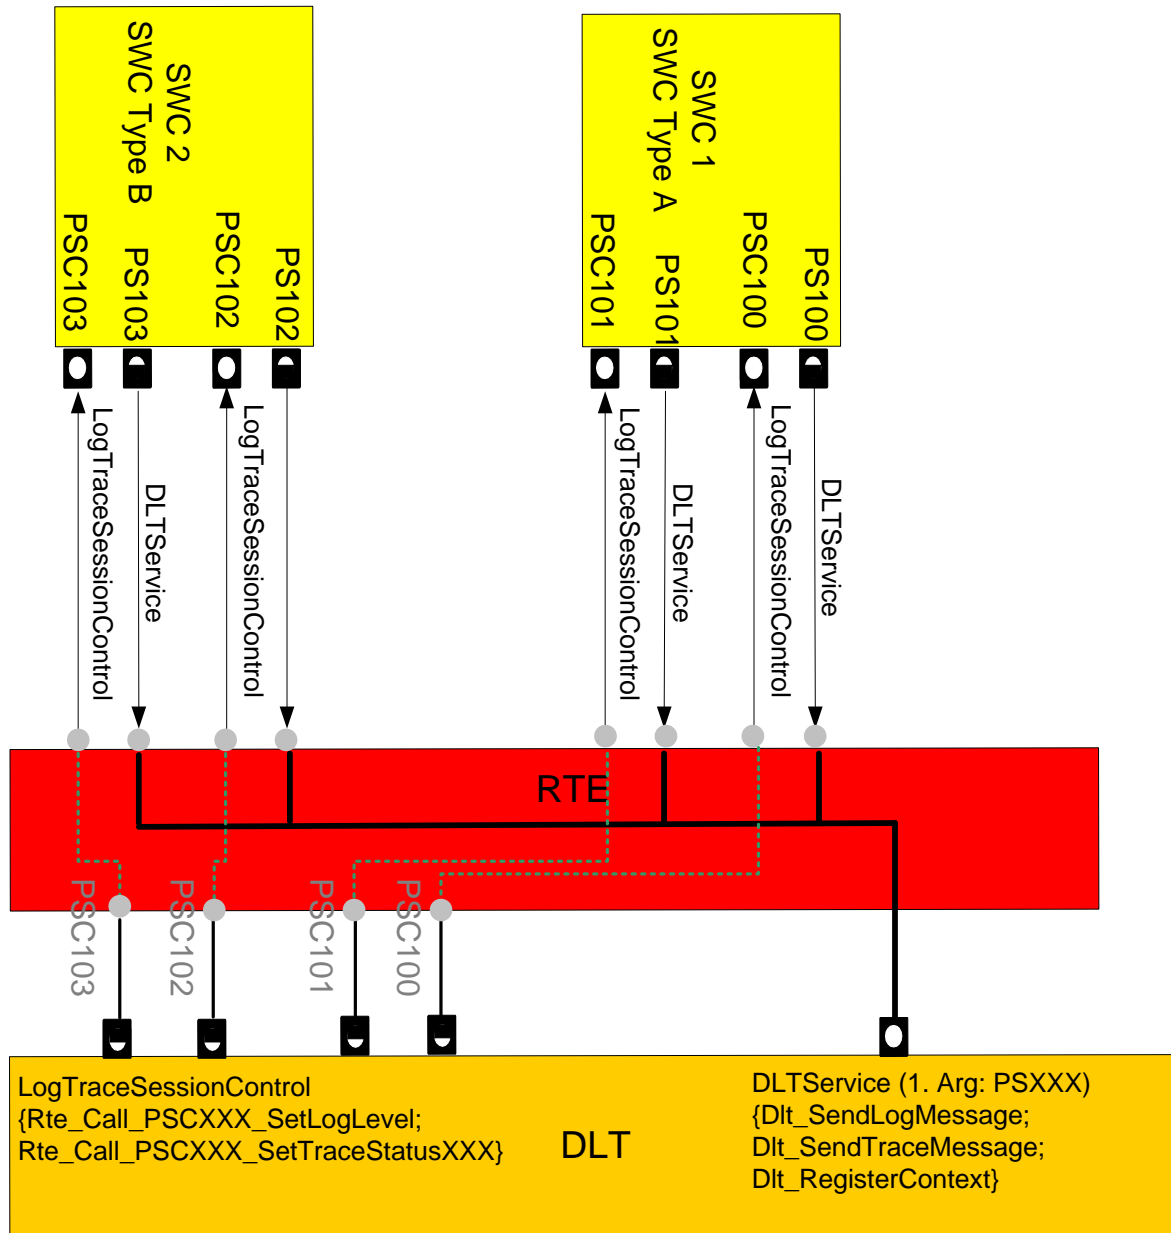 SWC 2
SWC Type B
PSC103
PS103
PSC102
PS102
SWC 1
SWC Type A
PSC101
PS101
PSC100
PS100
LogTraceSessionControl
DLTService
LogTraceSessionControl
LogTraceSessionControl
DLTService
LogTraceSessionControl
DLTService
RTE
PSC103
PSC102
PSC101
PSC100
LogTraceSessionControl
{Rte_Call_PSCXXX_SetLogLevel;
Rte_Call_PSCXXX_SetTraceStatusXXX}
DLT
DLTService (1. Arg: PSXXX)
{Dlt_SendLogMessage;
Dlt_SendTraceMessage;
Dlt_RegisterContext}